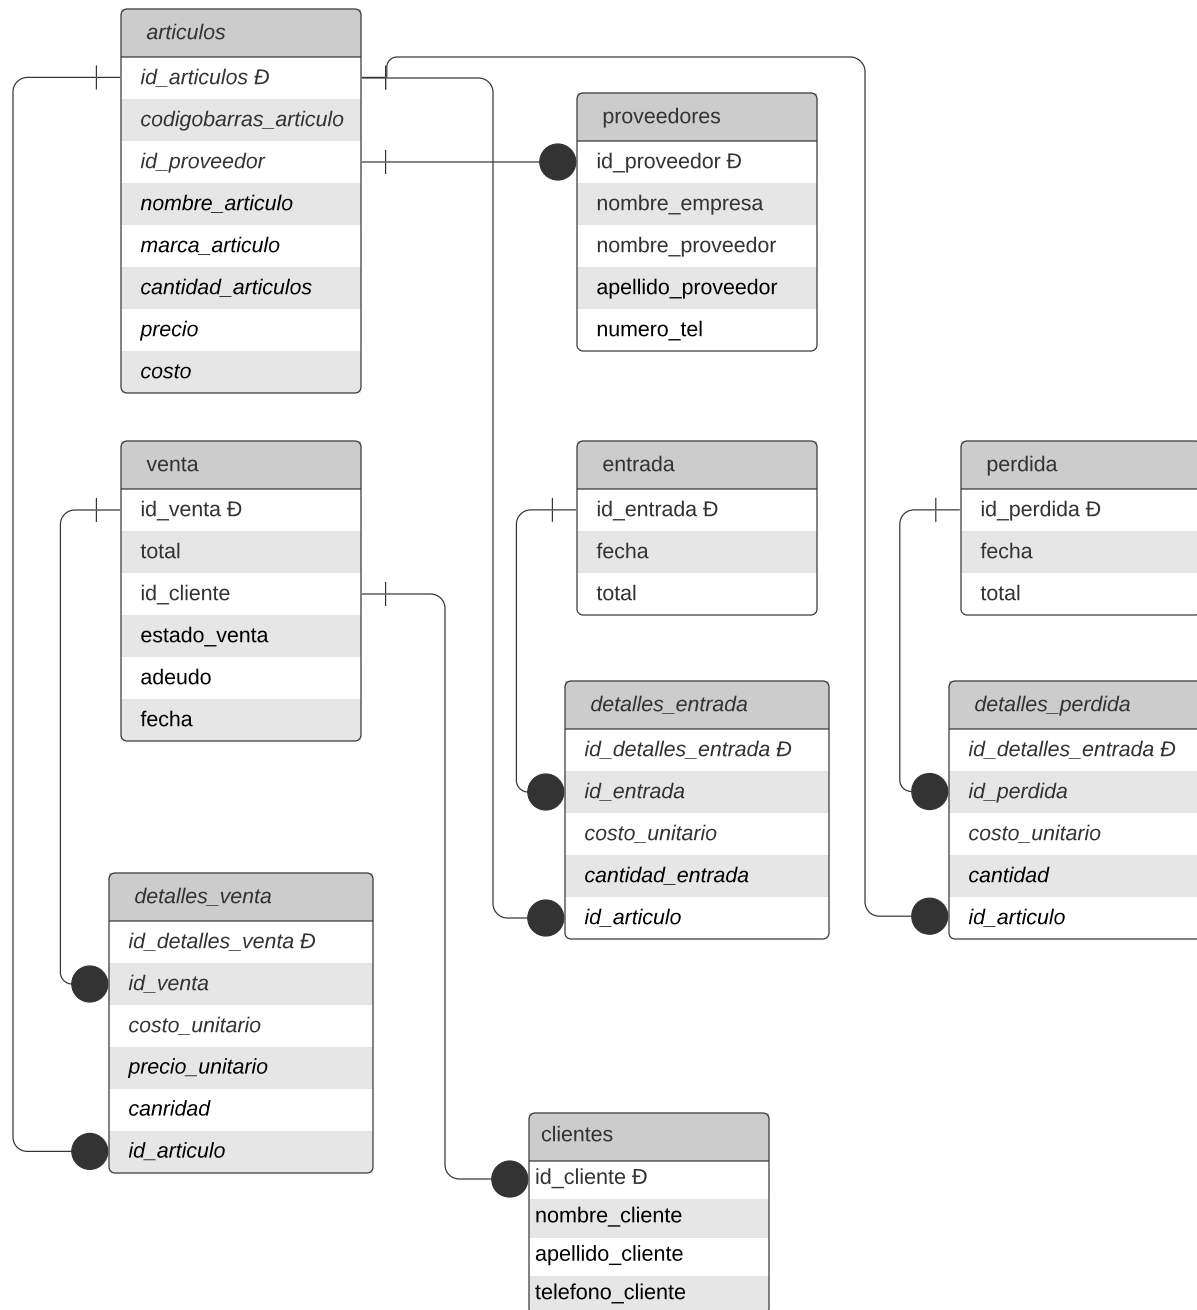 articulos
id_articulos Đ
codigobarras_articulo
id_proveedor
nombre_articulo
marca_articulo
cantidad_articulos
precio
costo
proveedores
id_proveedor Đ
nombre_empresa
nombre_proveedor
apellido_proveedor
numero_tel
venta
id_venta Đ
total
id_cliente
estado_venta
adeudo
fecha
entrada
id_entrada Đ
fecha
total
perdida
id_perdida Đ
fecha
total
detalles_entrada
id_detalles_entrada Đ
id_entrada
costo_unitario
cantidad_entrada
id_articulo
detalles_perdida
id_detalles_entrada Đ
id_perdida
costo_unitario
cantidad
id_articulo
detalles_venta
id_detalles_venta Đ
id_venta
costo_unitario
precio_unitario
canridad
id_articulo
clientes
id_cliente Đ
nombre_cliente
apellido_cliente
telefono_cliente